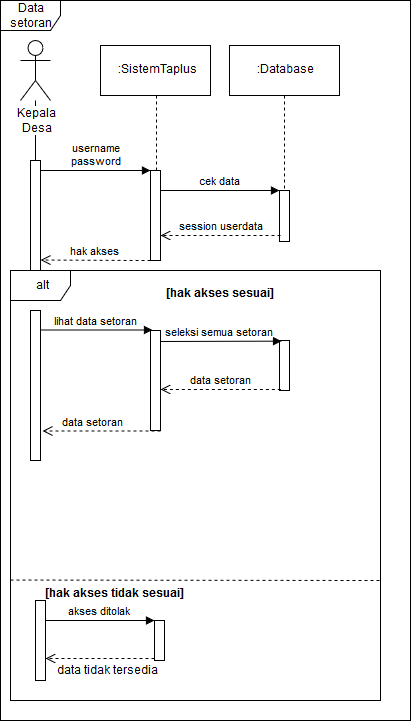 Data
setoran
:SistemTaplus
:Database
Kepala
Desa
username
password
cek data
session userdata
hak akses
alt
[hak akses sesuai]
lihat data setoran
seleksi semua setoran
data setoran
data setoran
[hak akses tidak sesuai]
akses ditolak
data tidak tersedia